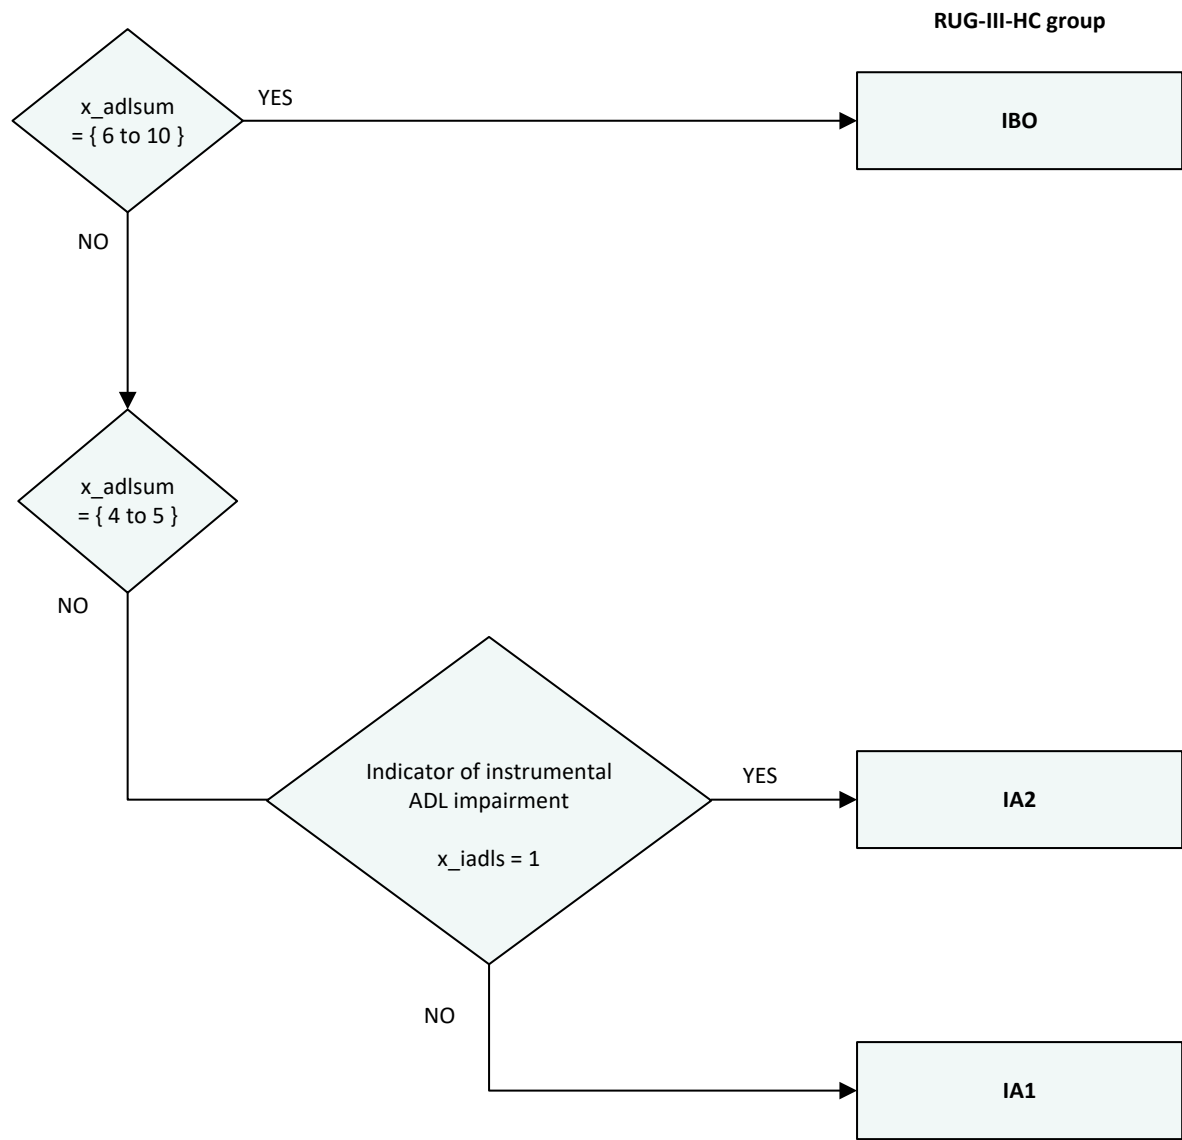 RUG-III-HC group
x_adlsum
= { 6 to 10 }
YES
IBO
NO
x_adlsum
= { 4 to 5 }
NO
Indicator of instrumental
ADL impairment
x_iadls = 1
YES
IA2
NO
IA1